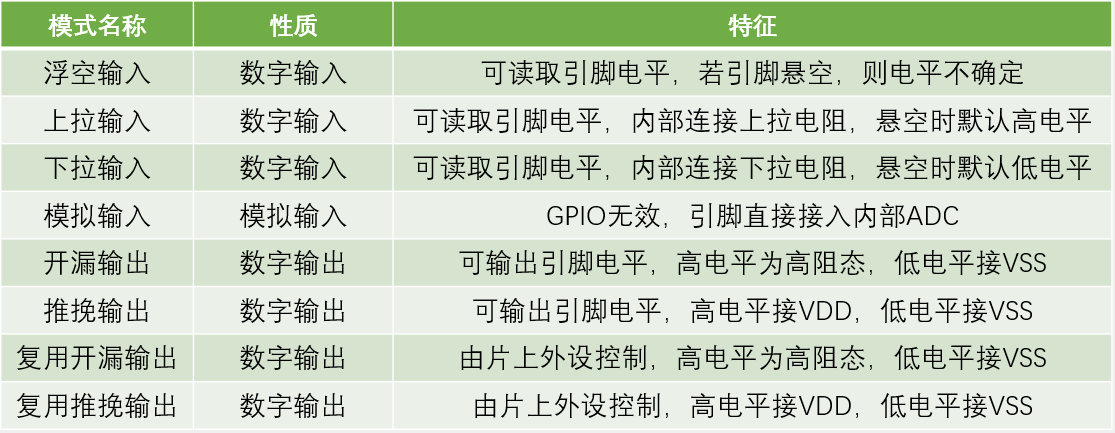 模式名称 性质 特征
浮空输入 数字输入 可读取引脚电平，若引脚悬空，则电平不确定
上拉输入 数字输入 可读取引脚电平，内部连接上拉电阻，悬空时默认高电平
下拉输入 数字输入 可读取引脚电平，内部连接下拉电阻，悬空时默认低电平
模拟输入 模拟输入 GPIO无效，引脚直接接入内部ADC
开漏输出 数字输出 可输出引脚电平，高电平为高阻态，低电平接VSS
推挽输出 数字输出 可输出引脚电平，高电平接VDD，低电平接VSS
复用开漏输出 数字输出 由片上外设控制，高电平为高阻态，低电平接VSS
复用推挽输出 数字输出 由片上外设控制，高电平接VDD，低电平接VSS